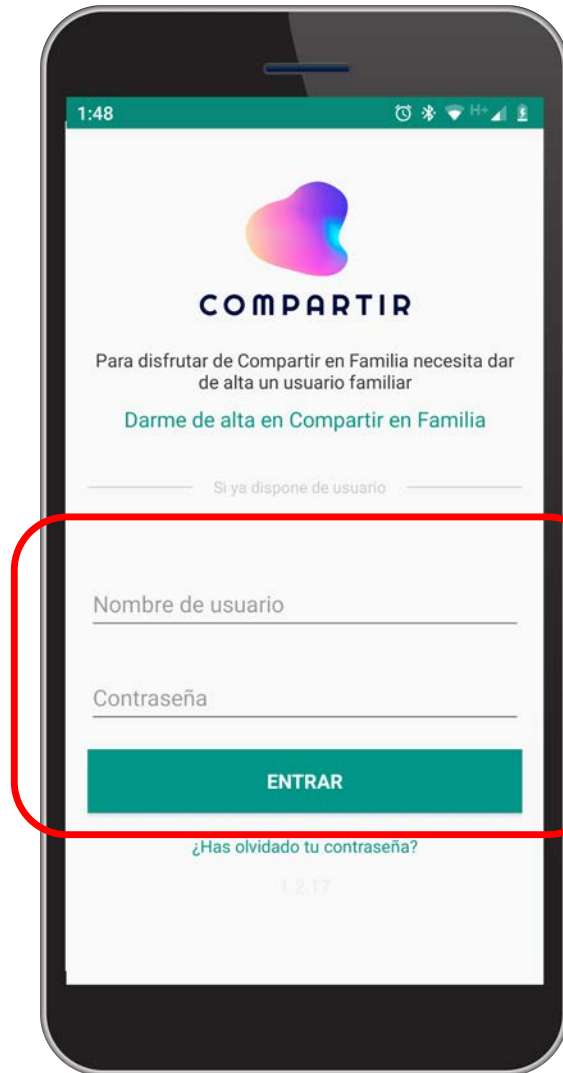 1:48
H+
COMPARTIR
Para disfrutar de Compartir en Familia necesita dar
de alta un usuario familiar
Darme de alta en Compartir en Familia
Si ya dispone de usuario
Nombre de usuario
Contraseña
ENTRAR
¿Has olvidado tu contraseña?
1.2.17